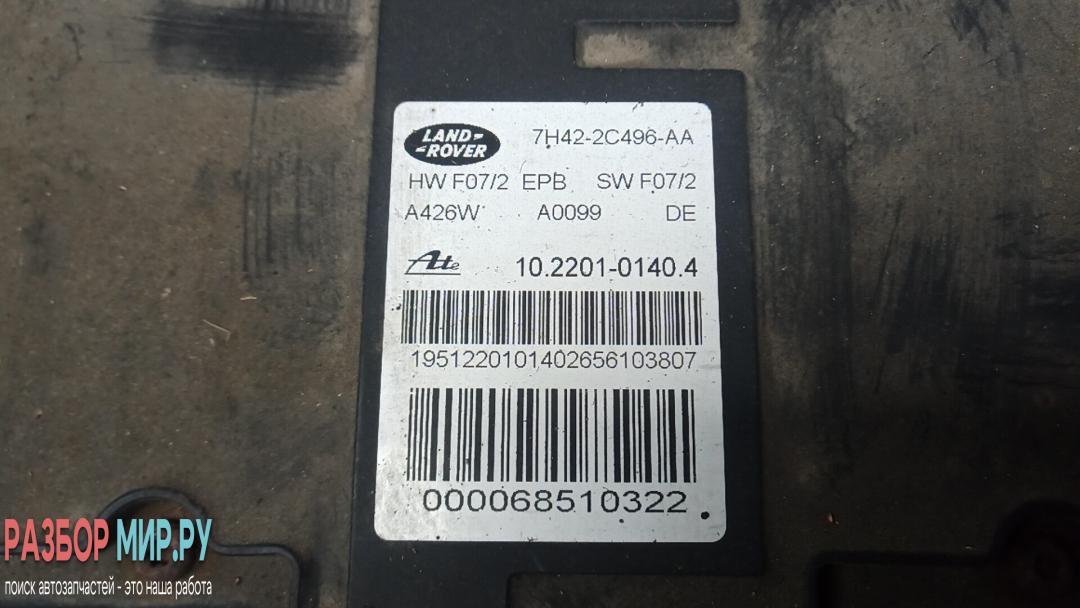 LAND-
-ROVER
7H42-2C496-AA
HW F07/2 EPB SW F07/2
A426W A0099 DE
Ate 10.2201-0140.4
1951220101402656103807
000068510322
РАЗБОР МИР.РУ
поиск автозапчастей - это наша работа